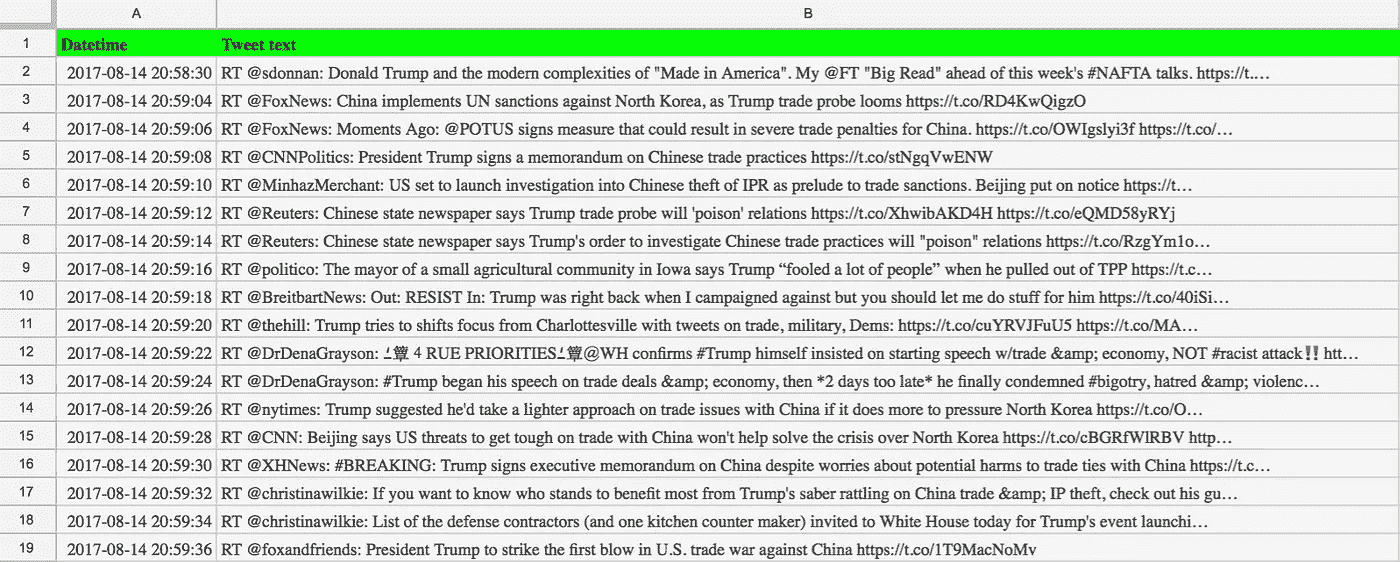 A B
1 Datetime Tweet text
2 2017-08-14 20:58:30 RT @sdonnan: Donald Trump and the modern complexities of "Made in America". My @FT "Big Read" ahead of this week's #NAFTA talks. https://t.…
3 2017-08-14 20:59:04 RT @FoxNews: China implements UN sanctions against North Korea, as Trump trade probe looms https://t.co/RD4KwQigzO
4 2017-08-14 20:59:06 RT @FoxNews: Moments Ago: @POTUS signs measure that could result in severe trade penalties for China. https://t.co/OWIgslyi3f https://t.co/…
5 2017-08-14 20:59:08 RT @CNNPolitics: President Trump signs a memorandum on Chinese trade practices https://t.co/stNgqVwENW
6 2017-08-14 20:59:10 RT @MinhazMerchant: US set to launch investigation into Chinese theft of IPR as prelude to trade sanctions. Beijing put on notice https://t…
7 2017-08-14 20:59:12 RT @Reuters: Chinese state newspaper says Trump trade probe will 'poison' relations https://t.co/XhwibAKD4H https://t.co/eQMD58yRYj
8 2017-08-14 20:59:14 RT @Reuters: Chinese state newspaper says Trump's order to investigate Chinese trade practices will "poison" relations https://t.co/RzgYm1o…
9 2017-08-14 20:59:16 RT @politico: The mayor of a small agricultural community in Iowa says Trump “fooled a lot of people” when he pulled out of TPP https://t.c…
10 2017-08-14 20:59:18 RT @BreitbartNews: Out: RESIST In: Trump was right back when I campaigned against but you should let me do stuff for him https://t.co/40iSi…
11 2017-08-14 20:59:20 RT @thehill: Trump tries to shifts focus from Charlottesville with tweets on trade, military, Dems: https://t.co/cuYRVJFuU5 https://t.co/MA…
12 2017-08-14 20:59:22 RT @DrDenaGrayson: 4 RUE PRIORITIES @WH confirms #Trump himself insisted on starting speech w/trade &amp; economy, NOT #racist attack‼ htt…
13 2017-08-14 20:59:24 RT @DrDenaGrayson: #Trump began his speech on trade deals &amp; economy, then *2 days too late* he finally condemned #bigotry, hatred &amp; violenc…
14 2017-08-14 20:59:26 RT @nytimes: Trump suggested he'd take a lighter approach on trade issues with China if it does more to pressure North Korea https://t.co/O…
15 2017-08-14 20:59:28 RT @CNN: Beijing says US threats to get tough on trade with China won't help solve the crisis over North Korea https://t.co/cBGRfWlRBV http…
16 2017-08-14 20:59:30 RT @XHNews: #BREAKING: Trump signs executive memorandum on China despite worries about potential harms to trade ties with China https://t.c…
17 2017-08-14 20:59:32 RT @christinawilkie: If you want to know who stands to benefit most from Trump's saber rattling on China trade &amp; IP theft, check out his gu…
18 2017-08-14 20:59:34 RT @christinawilkie: List of the defense contractors (and one kitchen counter maker) invited to White House today for Trump's event launchi…
19 2017-08-14 20:59:36 RT @foxandfriends: President Trump to strike the first blow in U.S. trade war against China https://t.co/1T9MacNoMv